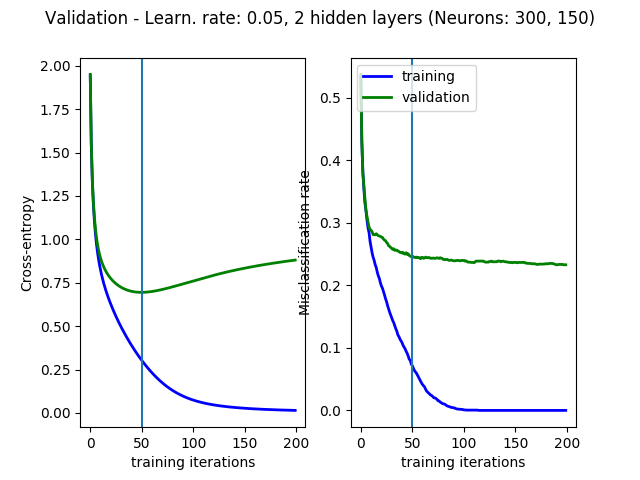 Validation - Learn. rate: 0.05, 2 hidden layers (Neurons: 300, 150)
Cross-entropy
2.00
1.75
1.50
1.25
1.00
0.75
0.50
0.25
0.00
0 50 100 150 200
training iterations
training
validation
Misclassification rate
0.5
0.4
0.3
0.2
0.1
0.0
0 50 100 150 200
training iterations